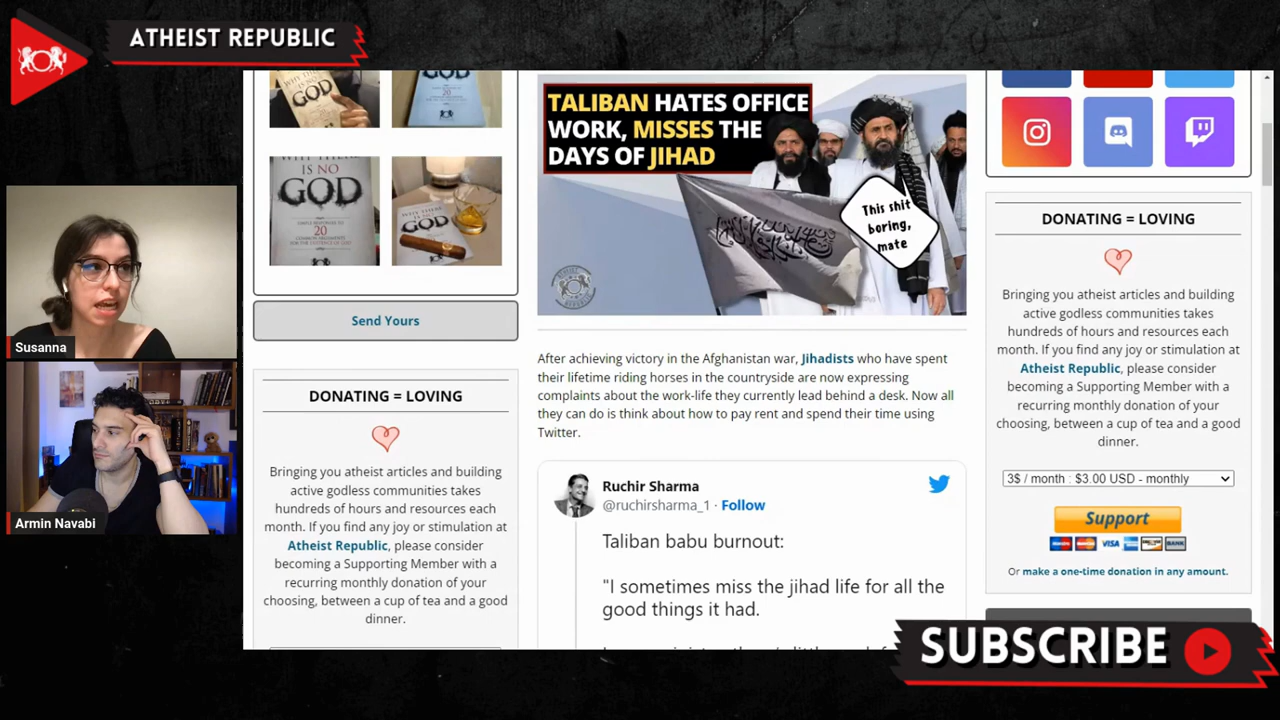 ATHEIST REPUBLIC
Susanna
Armin Navabi
GOD
GOD
IS NO
GOD
20
GOD
20
Send Yours
DONATING = LOVING
Bringing you atheist articles and building
active godless communities takes
hundreds of hours and resources each
month. If you find any joy or stimulation at
Atheist Republic, please consider
becoming a Supporting Member with a
recurring monthly donation of your
choosing, between a cup of tea and a good
dinner.
TALIBAN HATES OFFICE
WORK, MISSES THE
DAYS OF JIHAD
This shit
boring,
mate
After achieving victory in the Afghanistan war, Jihadists who have spent
their lifetime riding horses in the countryside are now expressing
complaints about the work-life they currently lead behind a desk. Now all
they can do is think about how to pay rent and spend their time using
Twitter.
Ruchir Sharma
@ruchirsharma_1 · Follow
Taliban babu burnout:
"I sometimes miss the jihad life for all the
good things it had.
DONATING = LOVING
Bringing you atheist articles and building
active godless communities takes
hundreds of hours and resources each
month. If you find any joy or stimulation at
Atheist Republic, please consider
becoming a Supporting Member with a
recurring monthly donation of your
choosing, between a cup of tea and a good
dinner.
3$ / month : $3.00 USD - monthly
Support
VISA
BANK
Or make a one-time donation in any amount.
SUBSCRIBE